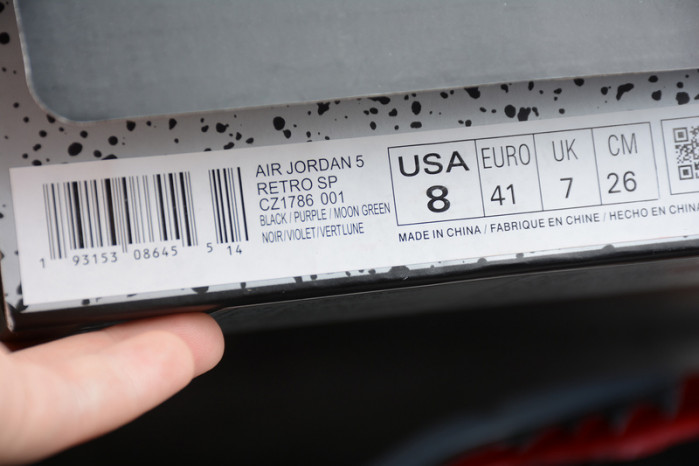 1 93153 08645 5 14
AIR JORDAN 5
RETRO SP
CZ1786 001
BLACK/PURPLE/MOON GREEN
NOIR/VIOLET/VERT LUNE
USA EURO UK CM
8 41 7 26
MADE IN CHINA / FABRIQUE EN CHINE / HECHO EN CHINA